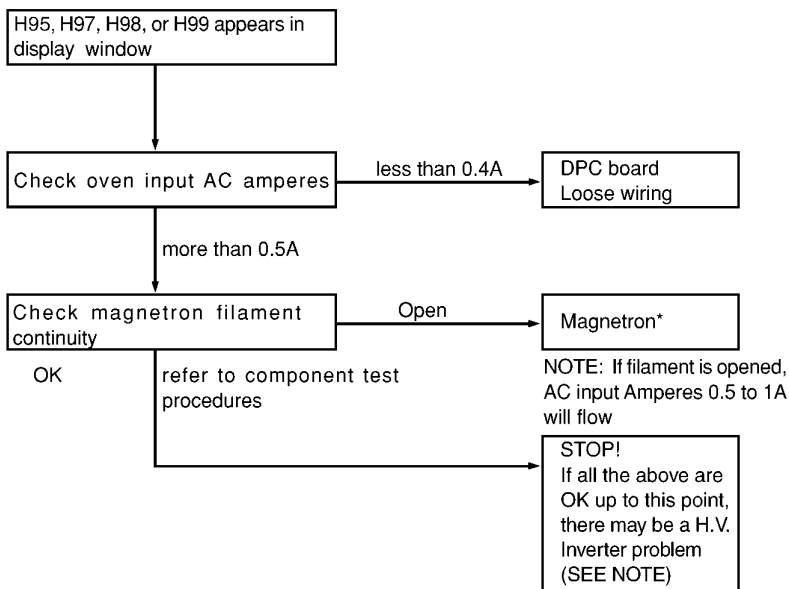 H95, H97, H98, or H99 appears in
display window
Check oven input AC amperes
less than 0.4A
DPC board
Loose wiring
more than 0.5A
Check magnetron filament
continuity
Open
Magnetron*
NOTE: If filament is opened,
AC input Amperes 0.5 to 1A
will flow
OK
refer to component test
procedures
STOP!
If all the above are
OK up to this point,
there may be a H.V.
Inverter problem
(SEE NOTE)